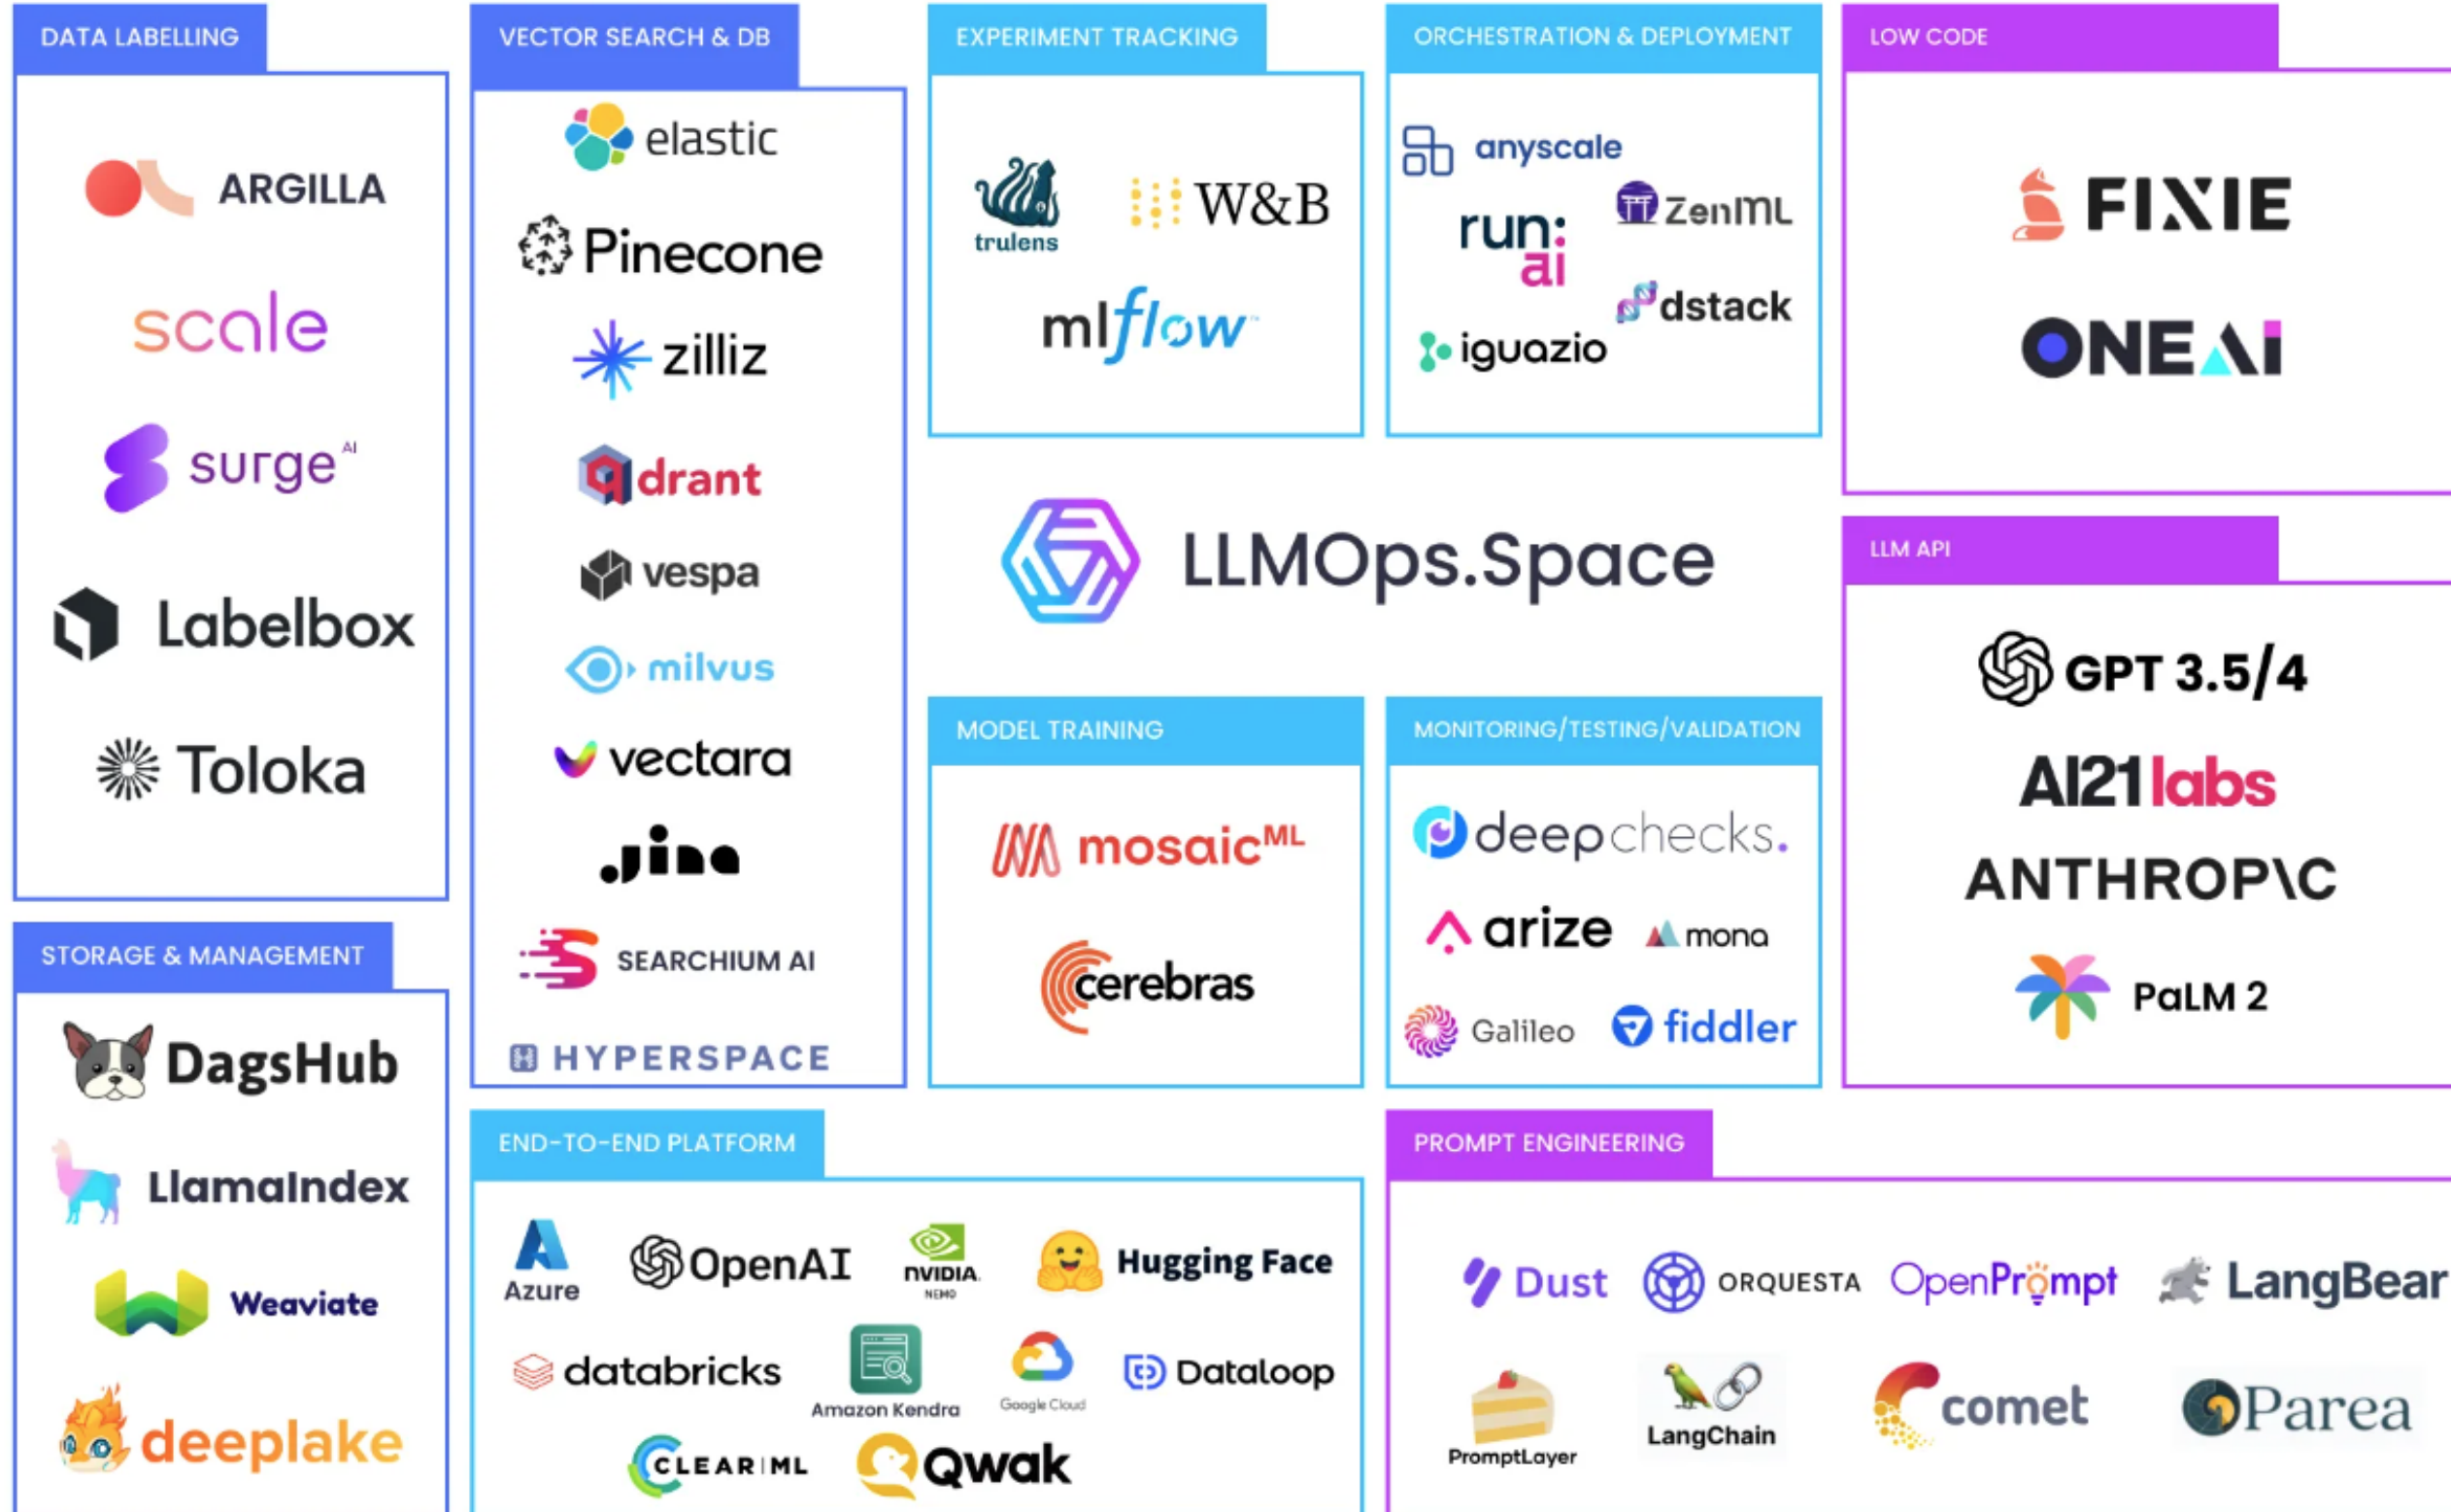 DATA LABELLING
ARGILLA
scale
surge AI
Labelbox
Toloka
STORAGE & MANAGEMENT
DagsHub
LlamaIndex
Weaviate
deeplake
VECTOR SEARCH & DB
elastic
Pinecone
zilliz
qdrant
vespa
milvus
vectara
Jina
SEARCHIUM AI
H HYPERSPACE
EXPERIMENT TRACKING
trulens
W&B
mlflow
ORCHESTRATION & DEPLOYMENT
anyscale
ZenML
run:
ai
dstack
iguazio
LLMOps.Space
MODEL TRAINING
mosaicML
cerebras
MONITORING/TESTING/VALIDATION
deepchecks.
arize
mona
Galileo
fiddler
LOW CODE
FIXIE
ONEAI
LLM API
GPT 3.5/4
AI21labs
ANTHROP\C
PaLM 2
END-TO-END PLATFORM
Azure
OpenAI
NVIDIA.
NEMO
Hugging Face
databricks
Amazon Kendra
Google Cloud
Dataloop
CLEAR|ML
Qwak
PROMPT ENGINEERING
Dust
ORQUESTA
OpenPrompt
LangBear
PromptLayer
LangChain
comet
Parea